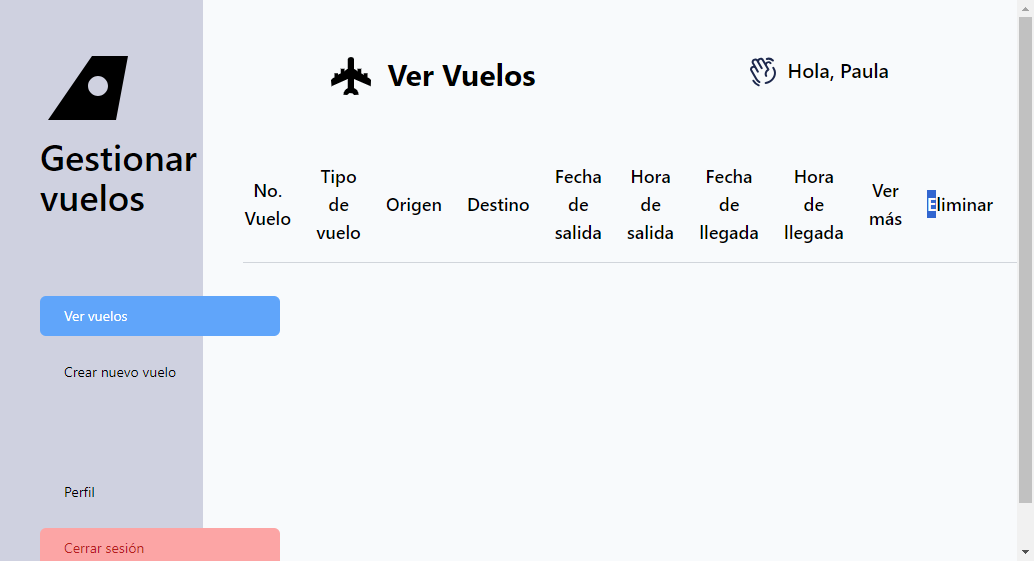 Gestionar
vuelos
Ver vuelos
Crear nuevo vuelo
Perfil
Cerrar sesión
Ver Vuelos
Hola, Paula
No.
Vuelo
Tipo
de
vuelo
Origen
Destino
Fecha
de
salida
Hora
de
salida
Fecha
de
llegada
Hora
de
llegada
Ver
más
Eliminar